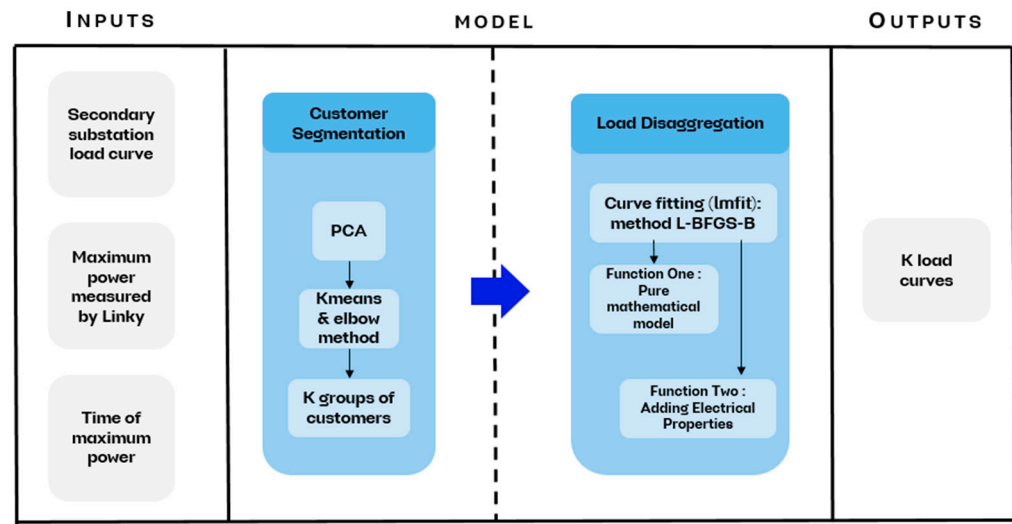 INPUTS
MODEL
OUTPUTS
Secondary
substation
load curve
Maximum
power
measured
by Linky
Time of
maximum
power
Customer
Segmentation
PCA
Kmeans
& elbow
method
K groups of
customers
Load Disaggregation
Curve fitting (lmfit):
method L-BFGS-B
Function One :
Pure
mathematical
model
Function Two :
Adding Electrical
Properties
K load
curves